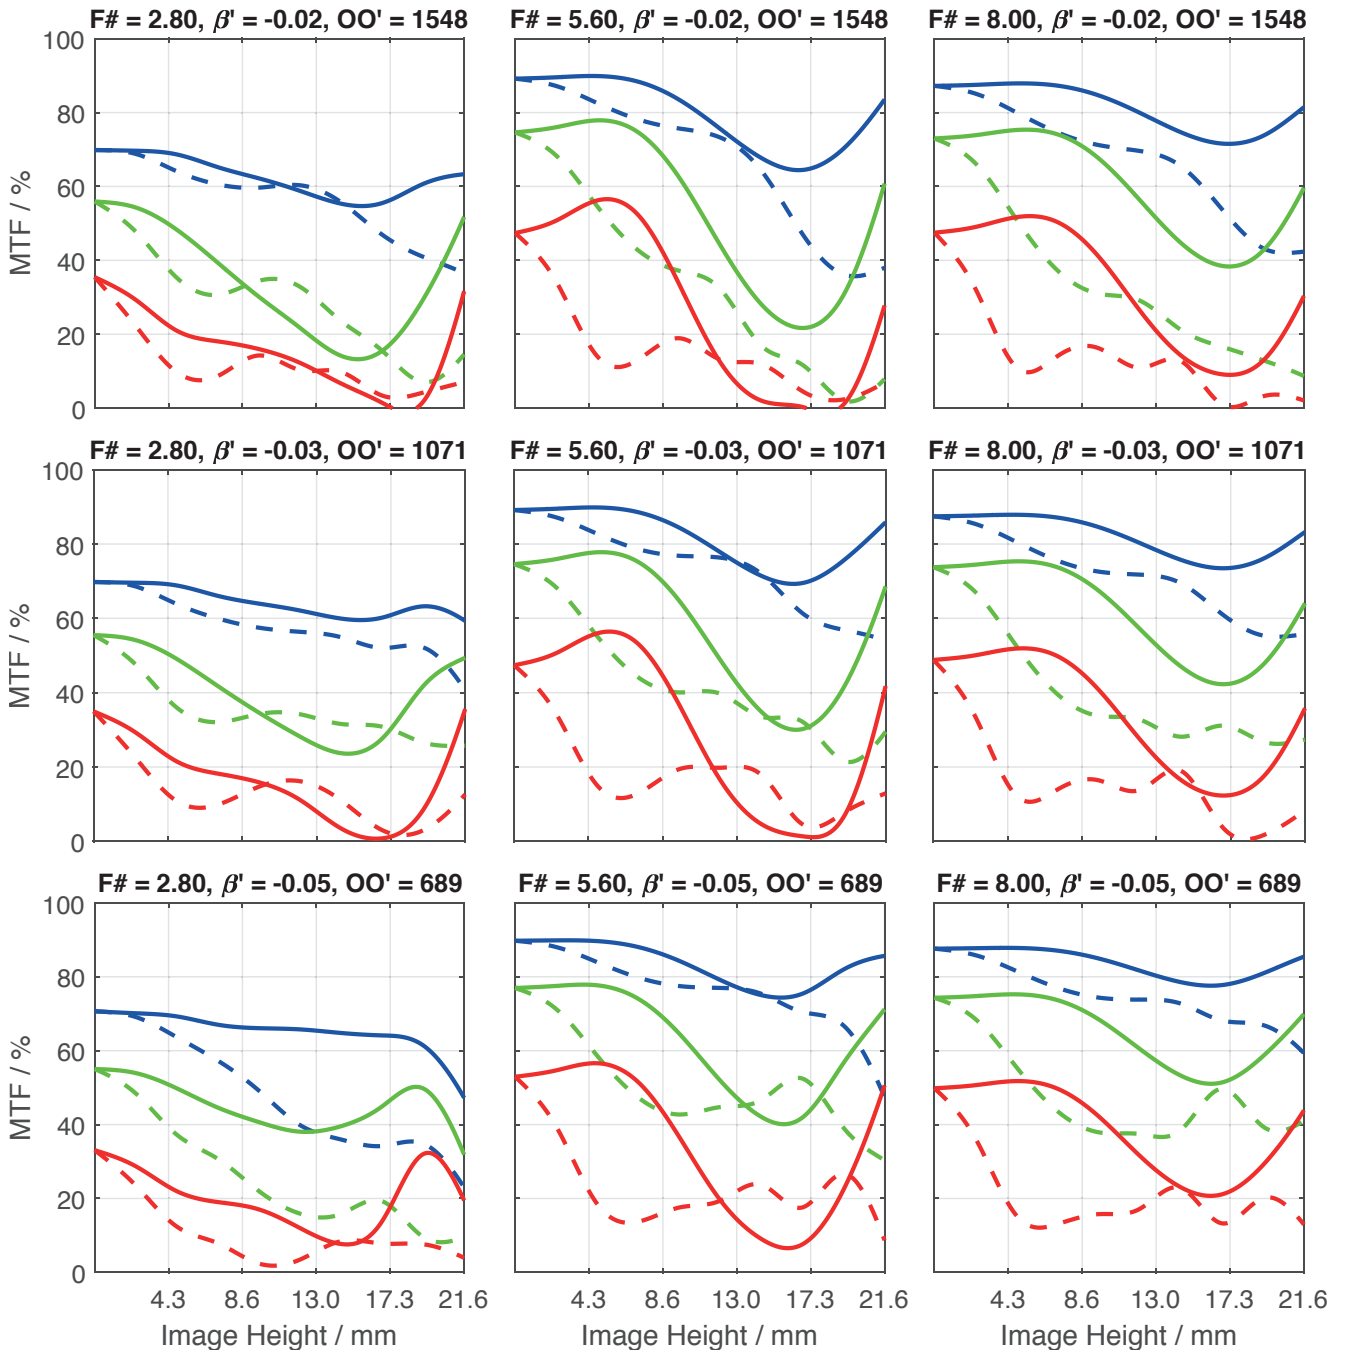 F# = 2.80, β' = -0.02, OO' = 1548
F# = 5.60, β' = -0.02, OO' = 1548
F# = 8.00, β' = -0.02, OO' = 1548
100
80
60
40
20
0
MTF / %
F# = 2.80, β' = -0.03, OO' = 1071
F# = 5.60, β' = -0.03, OO' = 1071
F# = 8.00, β' = -0.03, OO' = 1071
100
80
60
40
20
0
MTF / %
F# = 2.80, β' = -0.05, OO' = 689
F# = 5.60, β' = -0.05, OO' = 689
F# = 8.00, β' = -0.05, OO' = 689
100
80
60
40
20
0
MTF / %
4.3 8.6 13.0 17.3 21.6
4.3 8.6 13.0 17.3 21.6
4.3 8.6 13.0 17.3 21.6
Image Height / mm
Image Height / mm
Image Height / mm